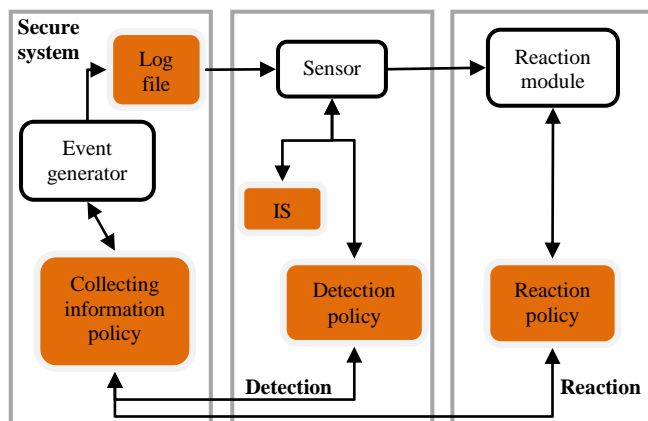 Secure
system
Log
file
Sensor
Reaction
module
Event
generator
IS
Collecting
information
policy
Detection
policy
Reaction
policy
Detection
Reaction